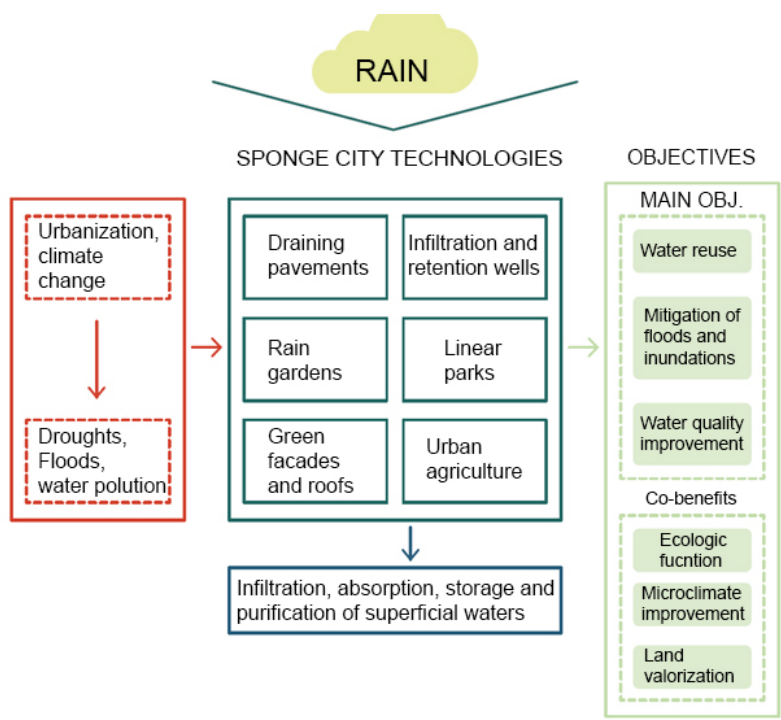 RAIN
SPONGE CITY TECHNOLOGIES
OBJECTIVES
Urbanization,
climate
change
Droughts,
Floods,
water polution
Draining
pavements
Infiltration and
retention wells
Rain
gardens
Linear
parks
Green
facades
and roofs
Urban
agriculture
Infiltration, absorption, storage and
purification of superficial waters
MAIN OBJ.
Water reuse
Mitigation of
floods and
inundations
Water quality
improvement
Co-benefits
Ecologic
fucntion
Microclimate
improvement
Land
valorization